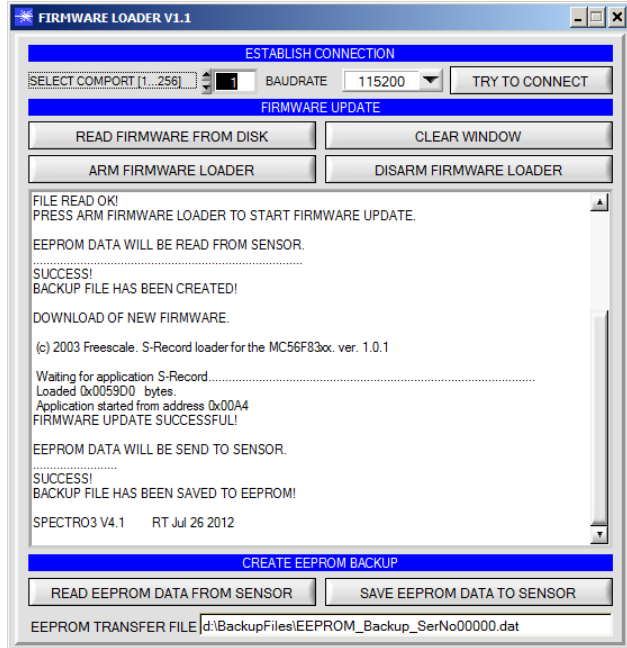 FIRMWARE LOADER V1.1
ESTABLISH CONNECTION
SELECT COMPORT [1...256] 1 BAUDRATE 115200 TRY TO CONNECT
FIRMWARE UPDATE
READ FIRMWARE FROM DISK CLEAR WINDOW
ARM FIRMWARE LOADER DISARM FIRMWARE LOADER
FILE READ OK!
PRESS ARM FIRMWARE LOADER TO START FIRMWARE UPDATE.
EEPROM DATA WILL BE READ FROM SENSOR.
................................................................................
SUCCESS!
BACKUP FILE HAS BEEN CREATED!
DOWNLOAD OF NEW FIRMWARE.
(c) 2003 Freescale. S-Record loader for the MC56F83xx. ver. 1.0.1
Waiting for application S-Record..................................................................................................
Loaded 0x0059D0 bytes.
Application started from address 0x00A4
FIRMWARE UPDATE SUCCESSFUL!
EEPROM DATA WILL BE SEND TO SENSOR.
.........................
SUCCESS!
BACKUP FILE HAS BEEN SAVED TO EEPROM!
SPECTRO3 V4.1 RT Jul 26 2012
CREATE EEPROM BACKUP
READ EEPROM DATA FROM SENSOR SAVE EEPROM DATA TO SENSOR
EEPROM TRANSFER FILE d:\BackupFiles\EEPROM_Backup_SerNo00000.dat